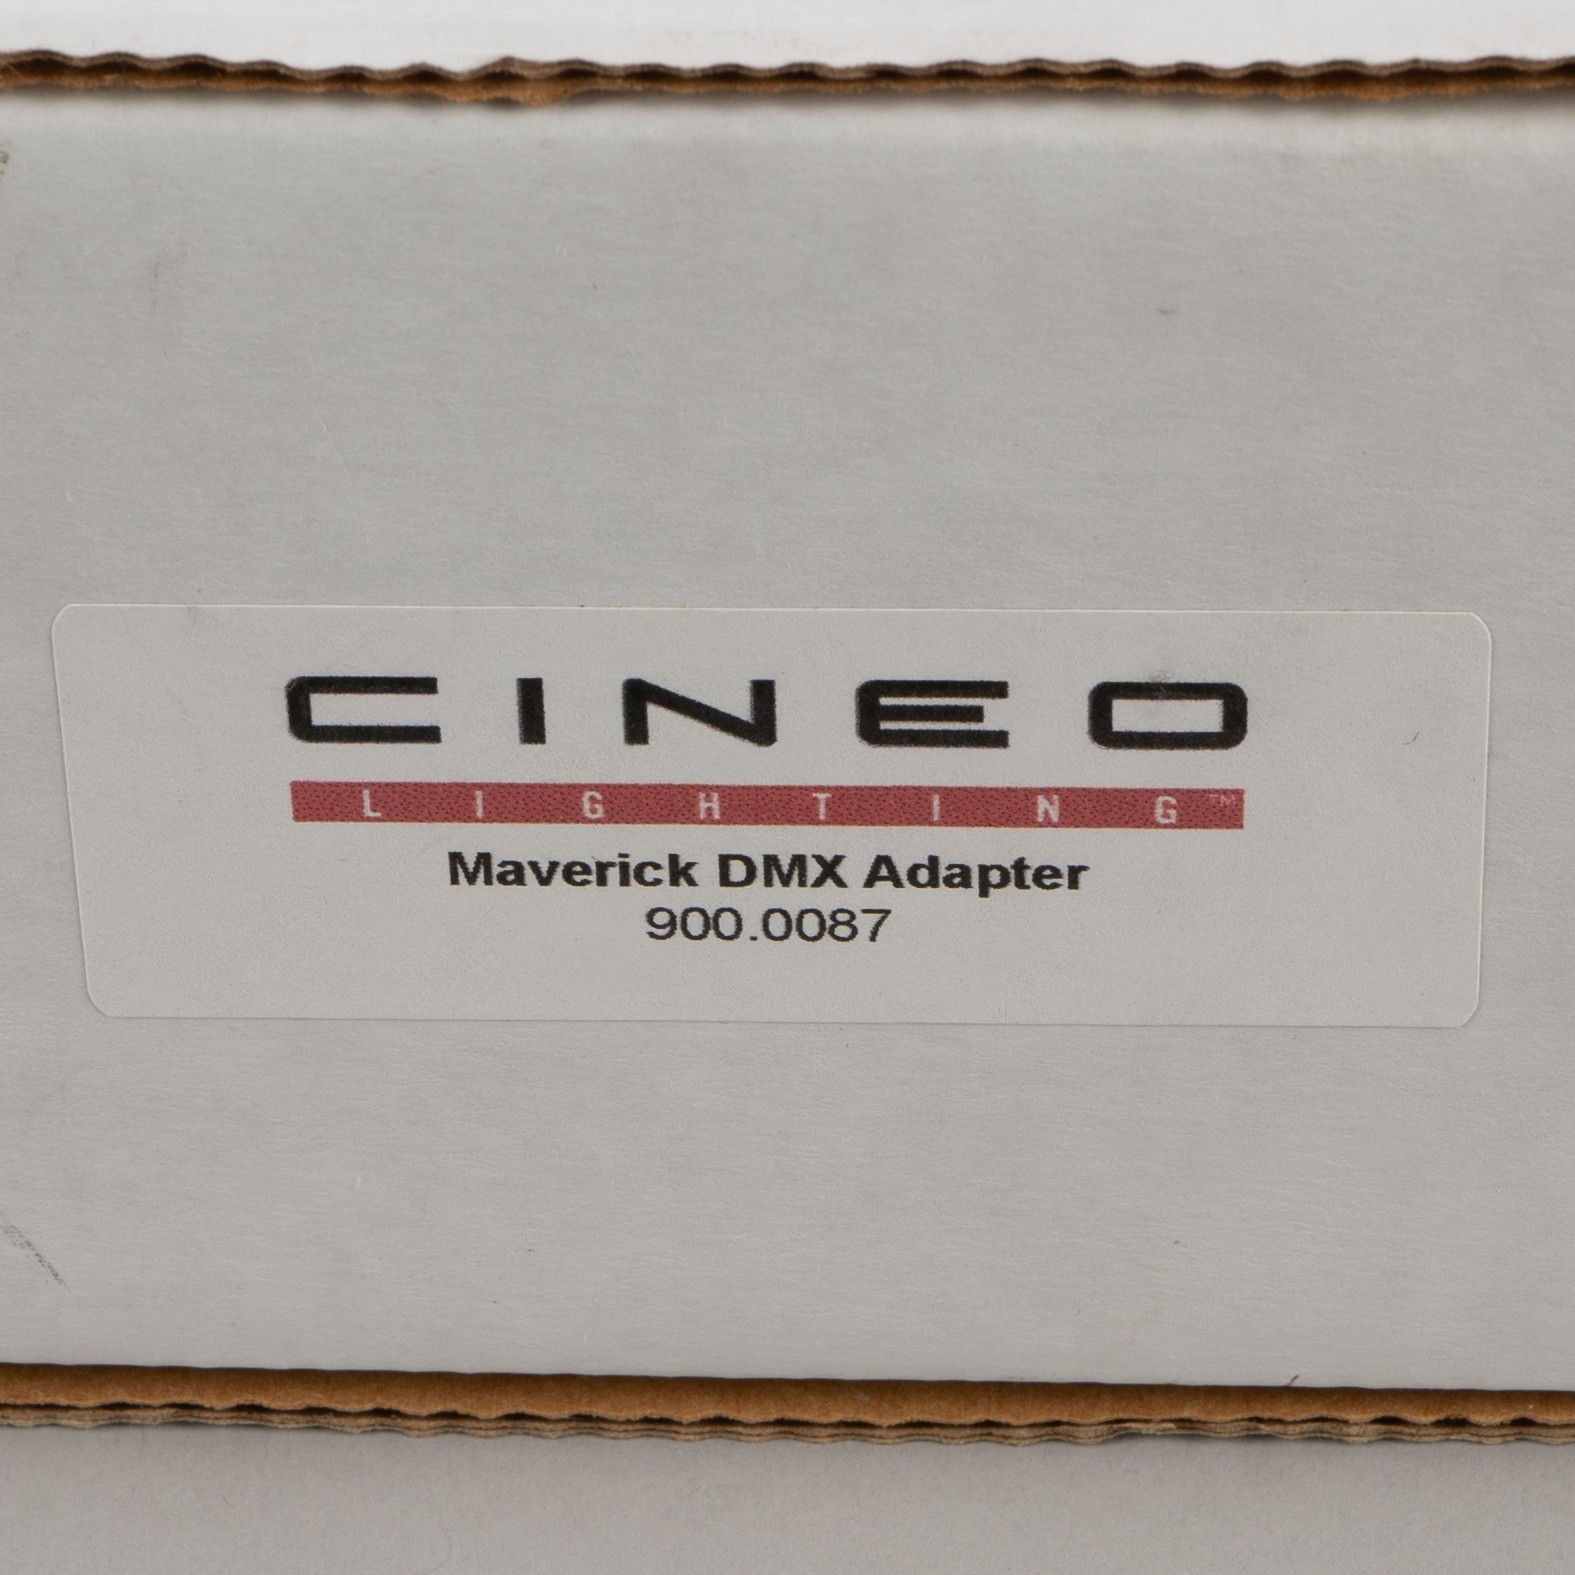 CINEO
LIGHTING™
Maverick DMX Adapter
900.0087